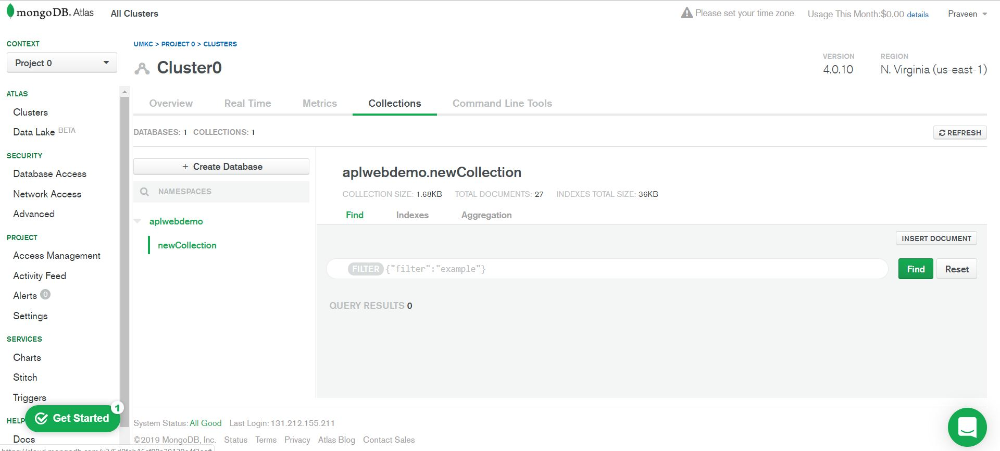 mongoDB. Atlas All Clusters Please set your time zone Usage This Month:$0.00 details Praveen
CONTEXT
Project 0
ATLAS
Clusters
Data Lake BETA
SECURITY
Database Access
Network Access
Advanced
PROJECT
Access Management
Activity Feed
Alerts 0
Settings
SERVICES
Charts
Stitch
Triggers
HELP
Get Started 1
Docs
UMKC > PROJECT 0 > CLUSTERS
Cluster0
VERSION
4.0.10
REGION
N. Virginia (us-east-1)
Overview Real Time Metrics Collections Command Line Tools
DATABASES: 1 COLLECTIONS: 1
REFRESH
+ Create Database
NAMESPACES
aplwebdemo
newCollection
aplwebdemo.newCollection
COLLECTION SIZE: 1.68KB TOTAL DOCUMENTS: 27 INDEXES TOTAL SIZE: 36KB
Find Indexes Aggregation
INSERT DOCUMENT
FILTER {"filter":"example"}
Find Reset
QUERY RESULTS 0
System Status: All Good Last Login: 131.212.155.211
©2019 MongoDB, Inc. Status Terms Privacy Atlas Blog Contact Sales